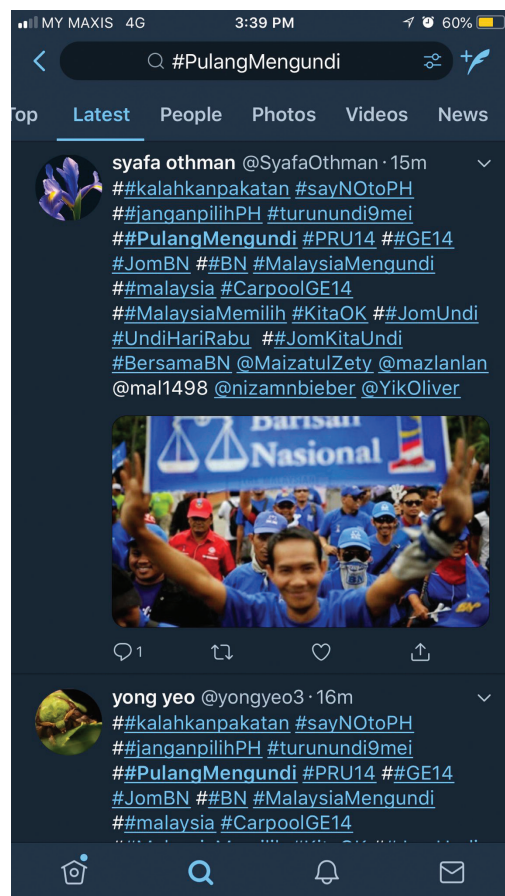 MY MAXIS 4G 3:39 PM 60%
#PulangMengundi
Top Latest People Photos Videos News
syafa othman @SyafaOthman · 15m
##kalahkanpakatan #sayNOtoPH
##janganpilihPH #turunundi9mei
##PulangMengundi #PRU14 ##GE14
#JomBN ##BN #MalaysiaMengundi
##malaysia #CarpoolGE14
##MalaysiaMemilih #KitaOK ##JomUndi
#UndiHariRabu ##JomKitaUndi
#BersamaBN @MaizatulZety @mazlanlan
@mal1498 @nizamnbieber @YikOliver
Barisan
Nasional
1
yong yeo @yongyeo3 · 16m
##kalahkanpakatan #sayNOtoPH
##janganpilihPH #turunundi9mei
##PulangMengundi #PRU14 ##GE14
#JomBN ##BN #MalaysiaMengundi
##malaysia #CarpoolGE14